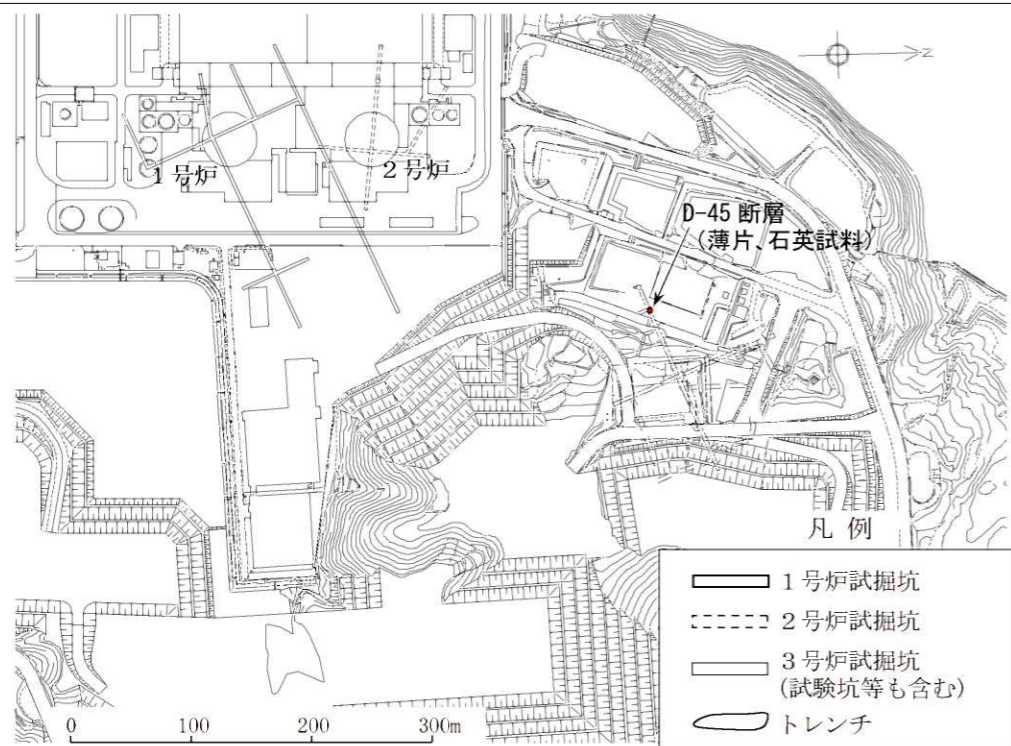 N
1号炉
2号炉
D-45 断層
(薄片、石英試料)
凡 例
1号炉試掘坑
2号炉試掘坑
3号炉試掘坑
(試験坑等も含む)
トレンチ
0 100 200 300m